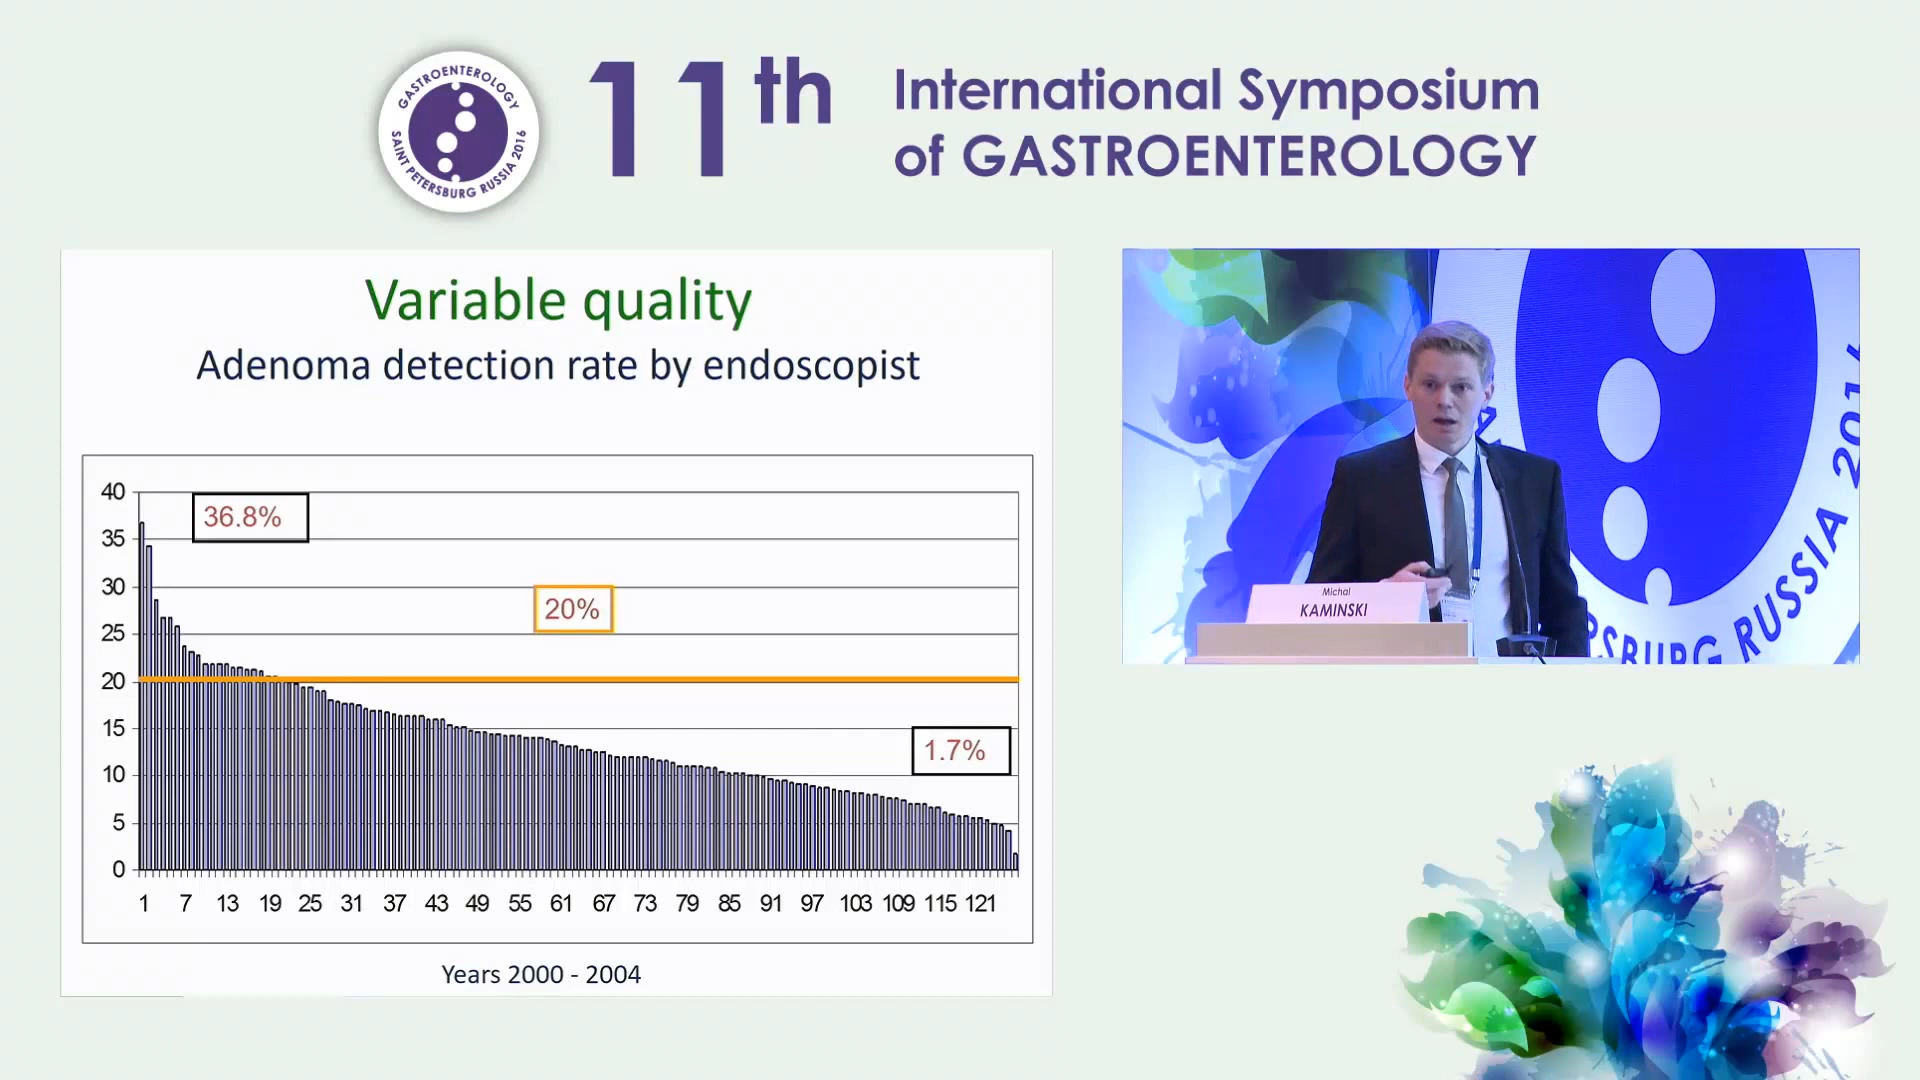 GASTROENTEROLOGY
SAINT PETERSBURG RUSSIA 2016
11th
International Symposium
of GASTROENTEROLOGY
Variable quality
Adenoma detection rate by endoscopist
40
35
30
25
20
15
10
5
0
36.8%
20%
1.7%
1 7 13 19 25 31 37 43 49 55 61 67 73 79 85 91 97 103 109 115 121
Years 2000 - 2004
Michal
KAMINSKI
RSBURG RUSSIA 2016